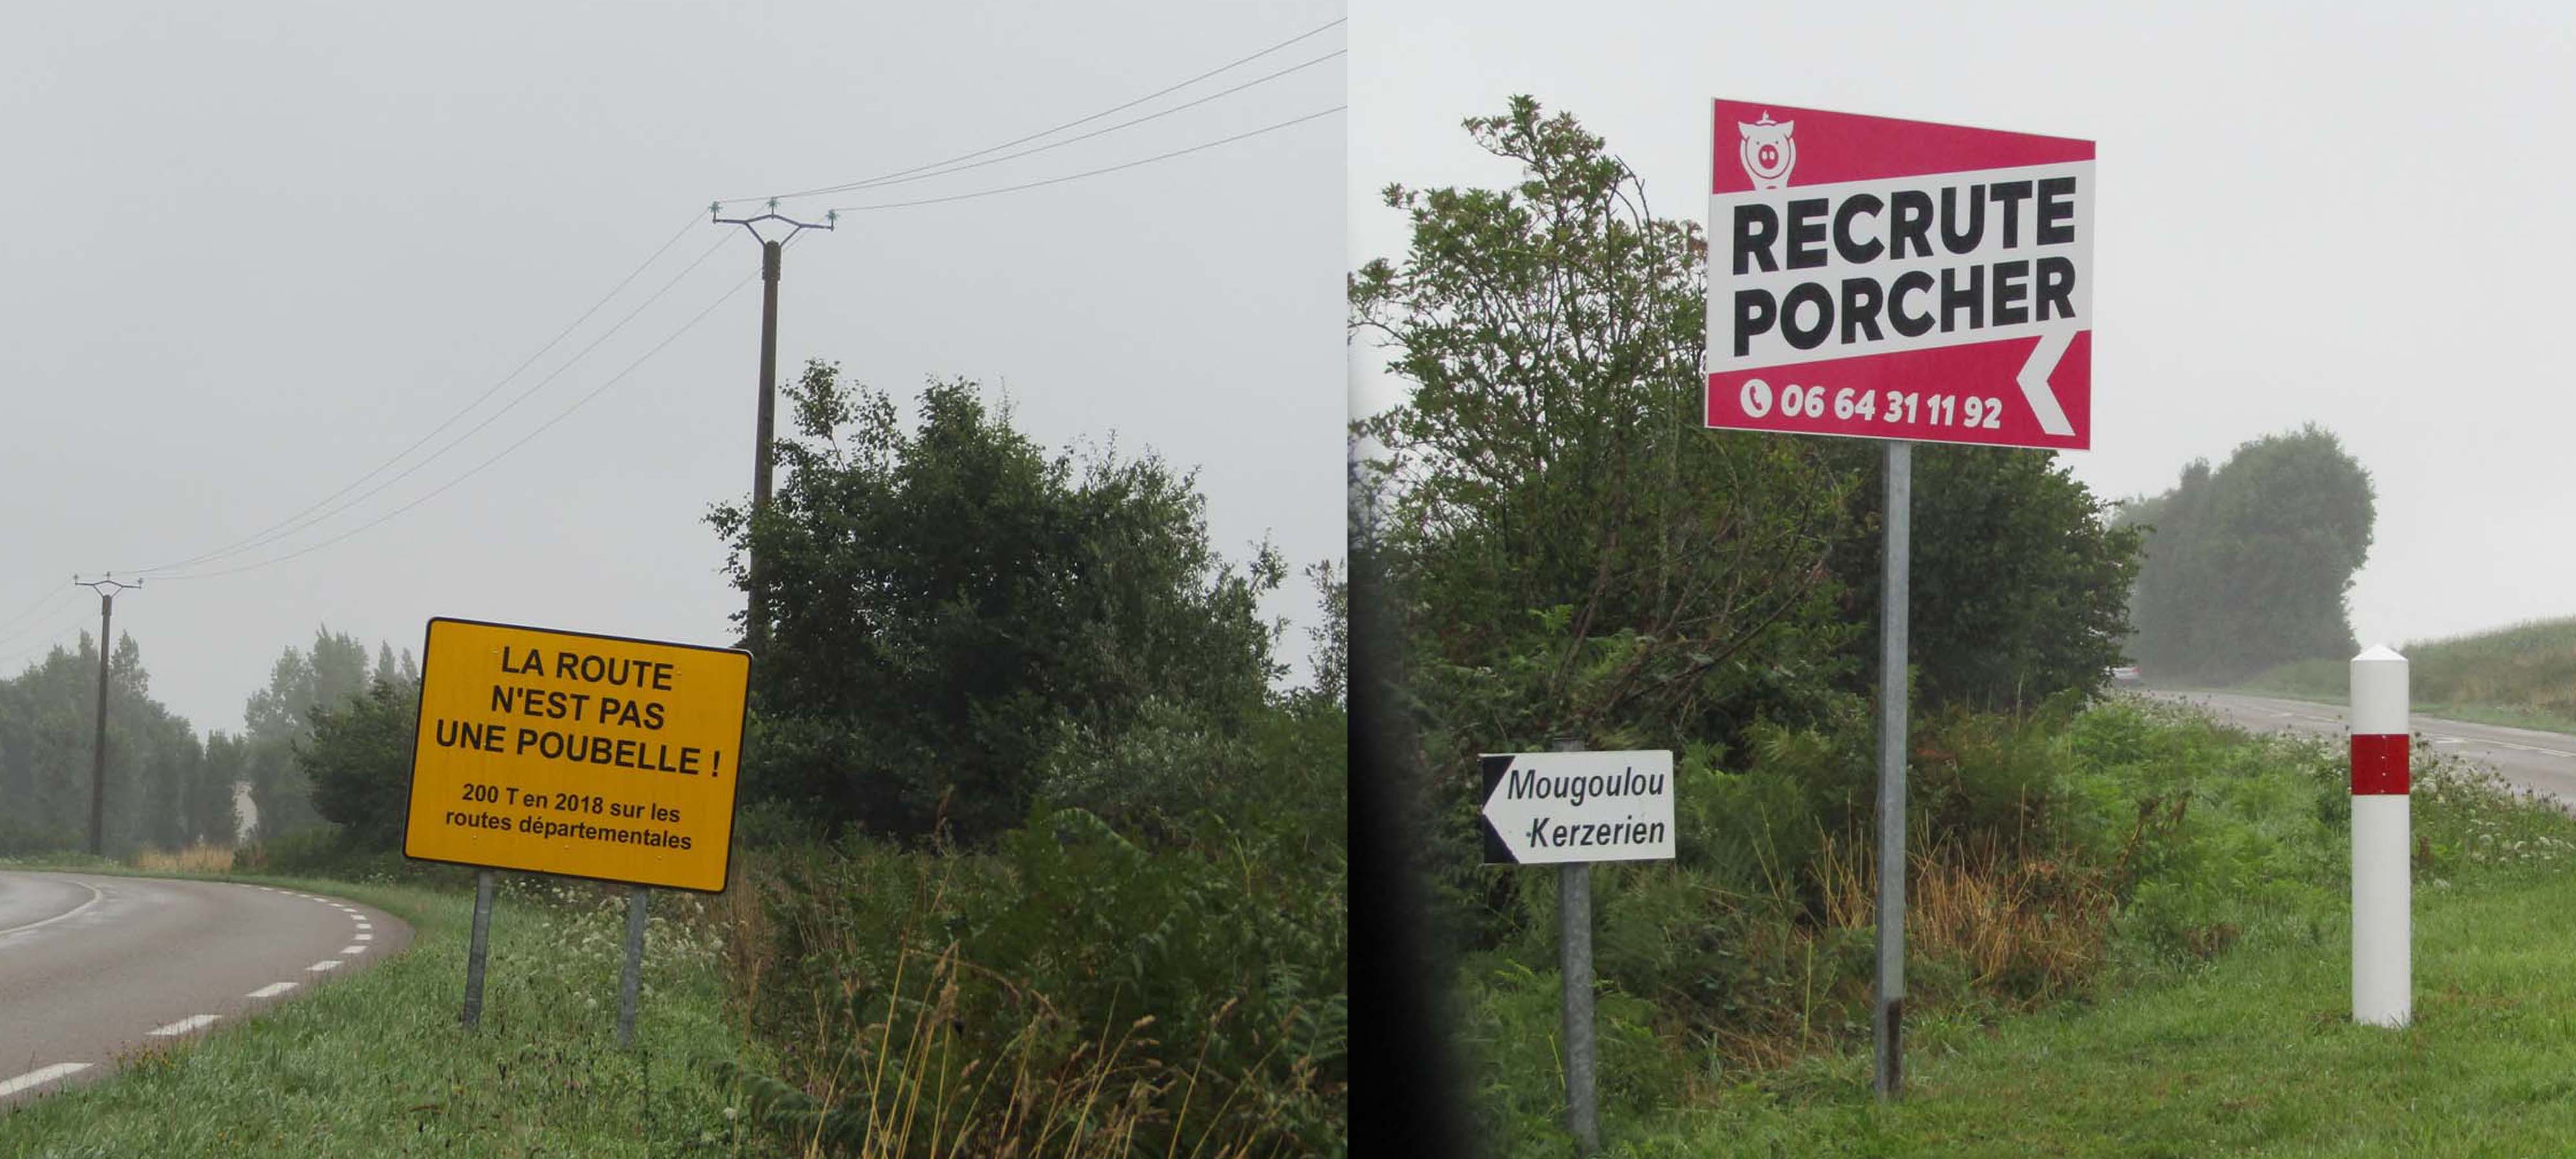 LA ROUTE
N'EST PAS
UNE POUBELLE !
200 T en 2018 sur les
routes départementales
RECRUTE
PORCHER
06 64 31 11 92
Mougoulou
Kerzerien